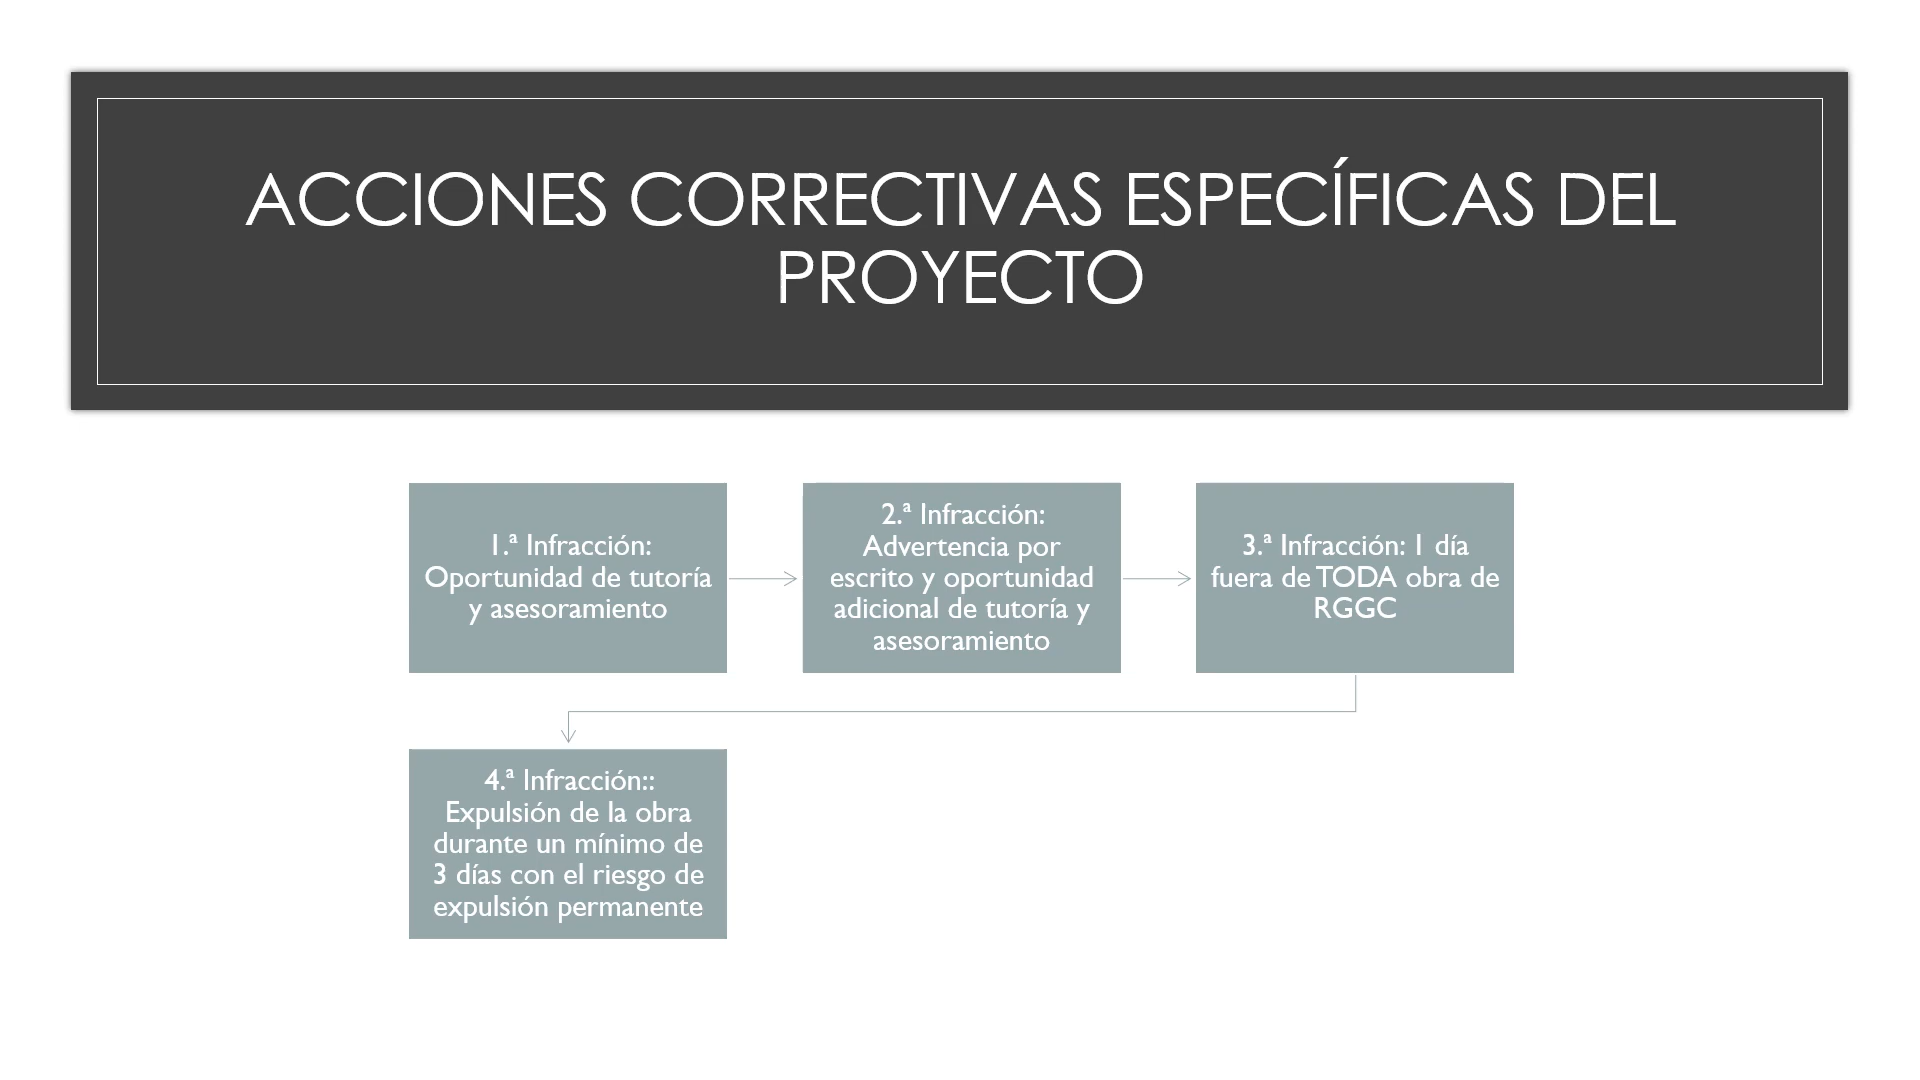 ACCIONES CORRECTIVAS ESPECÍFICAS DEL
PROYECTO
1.ª Infracción:
Oportunidad de tutoría
y asesoramiento
2.ª Infracción:
Advertencia por
escrito y oportunidad
adicional de tutoría y
asesoramiento
3.ª Infracción: 1 día
fuera de TODA obra de
RGGC
4.ª Infracción::
Expulsión de la obra
durante un mínimo de
3 días con el riesgo de
expulsión permanente